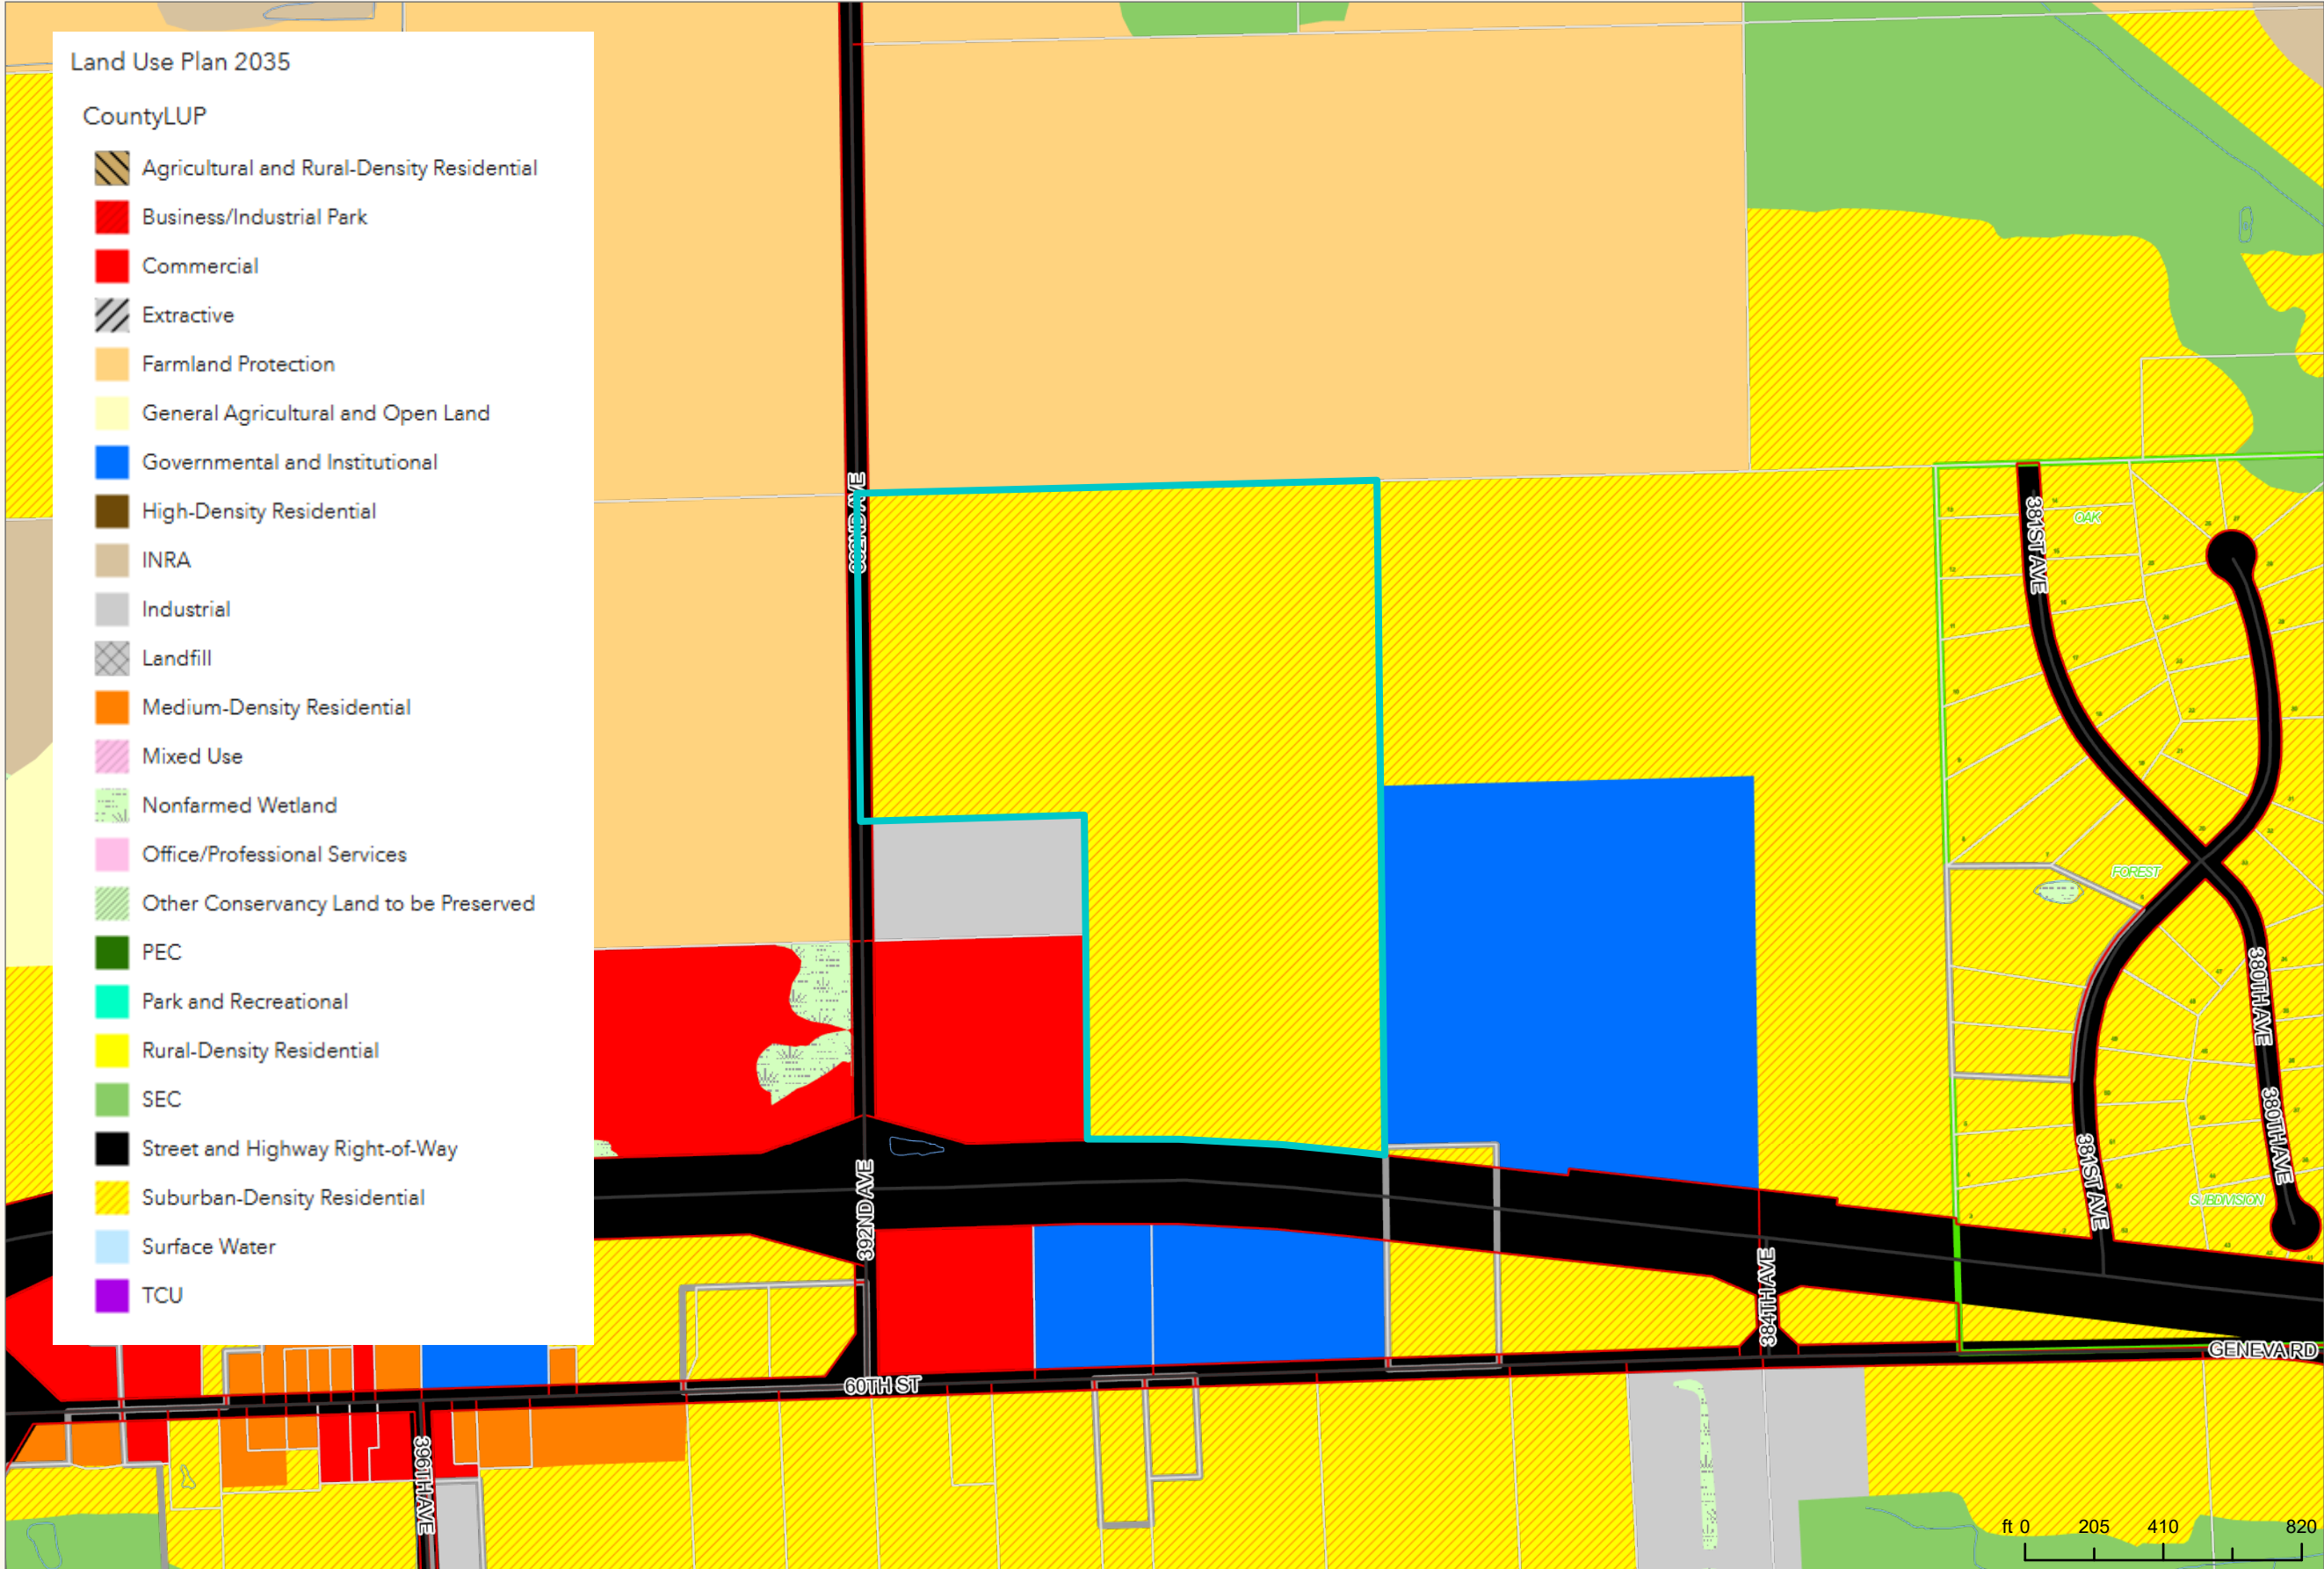 Land Use Plan 2035
CountyLUP
Agricultural and Rural-Density Residential
Business/Industrial Park
Commercial
Extractive
Farmland Protection
General Agricultural and Open Land
Governmental and Institutional
High-Density Residential
INRA
Industrial
Landfill
Medium-Density Residential
Mixed Use
Nonfarmed Wetland
Office/Professional Services
Other Conservancy Land to be Preserved
PEC
Park and Recreational
Rural-Density Residential
SEC
Street and Highway Right-of-Way
Suburban-Density Residential
Surface Water
TCU
392ND AVE
381ST AVE
OAK
FOREST
380TH AVE
380TH AVE
381ST AVE
SUBDIVISION
392ND AVE
384TH AVE
GENEVA RD
60TH ST
396TH AVE
ft 0 205 410 820